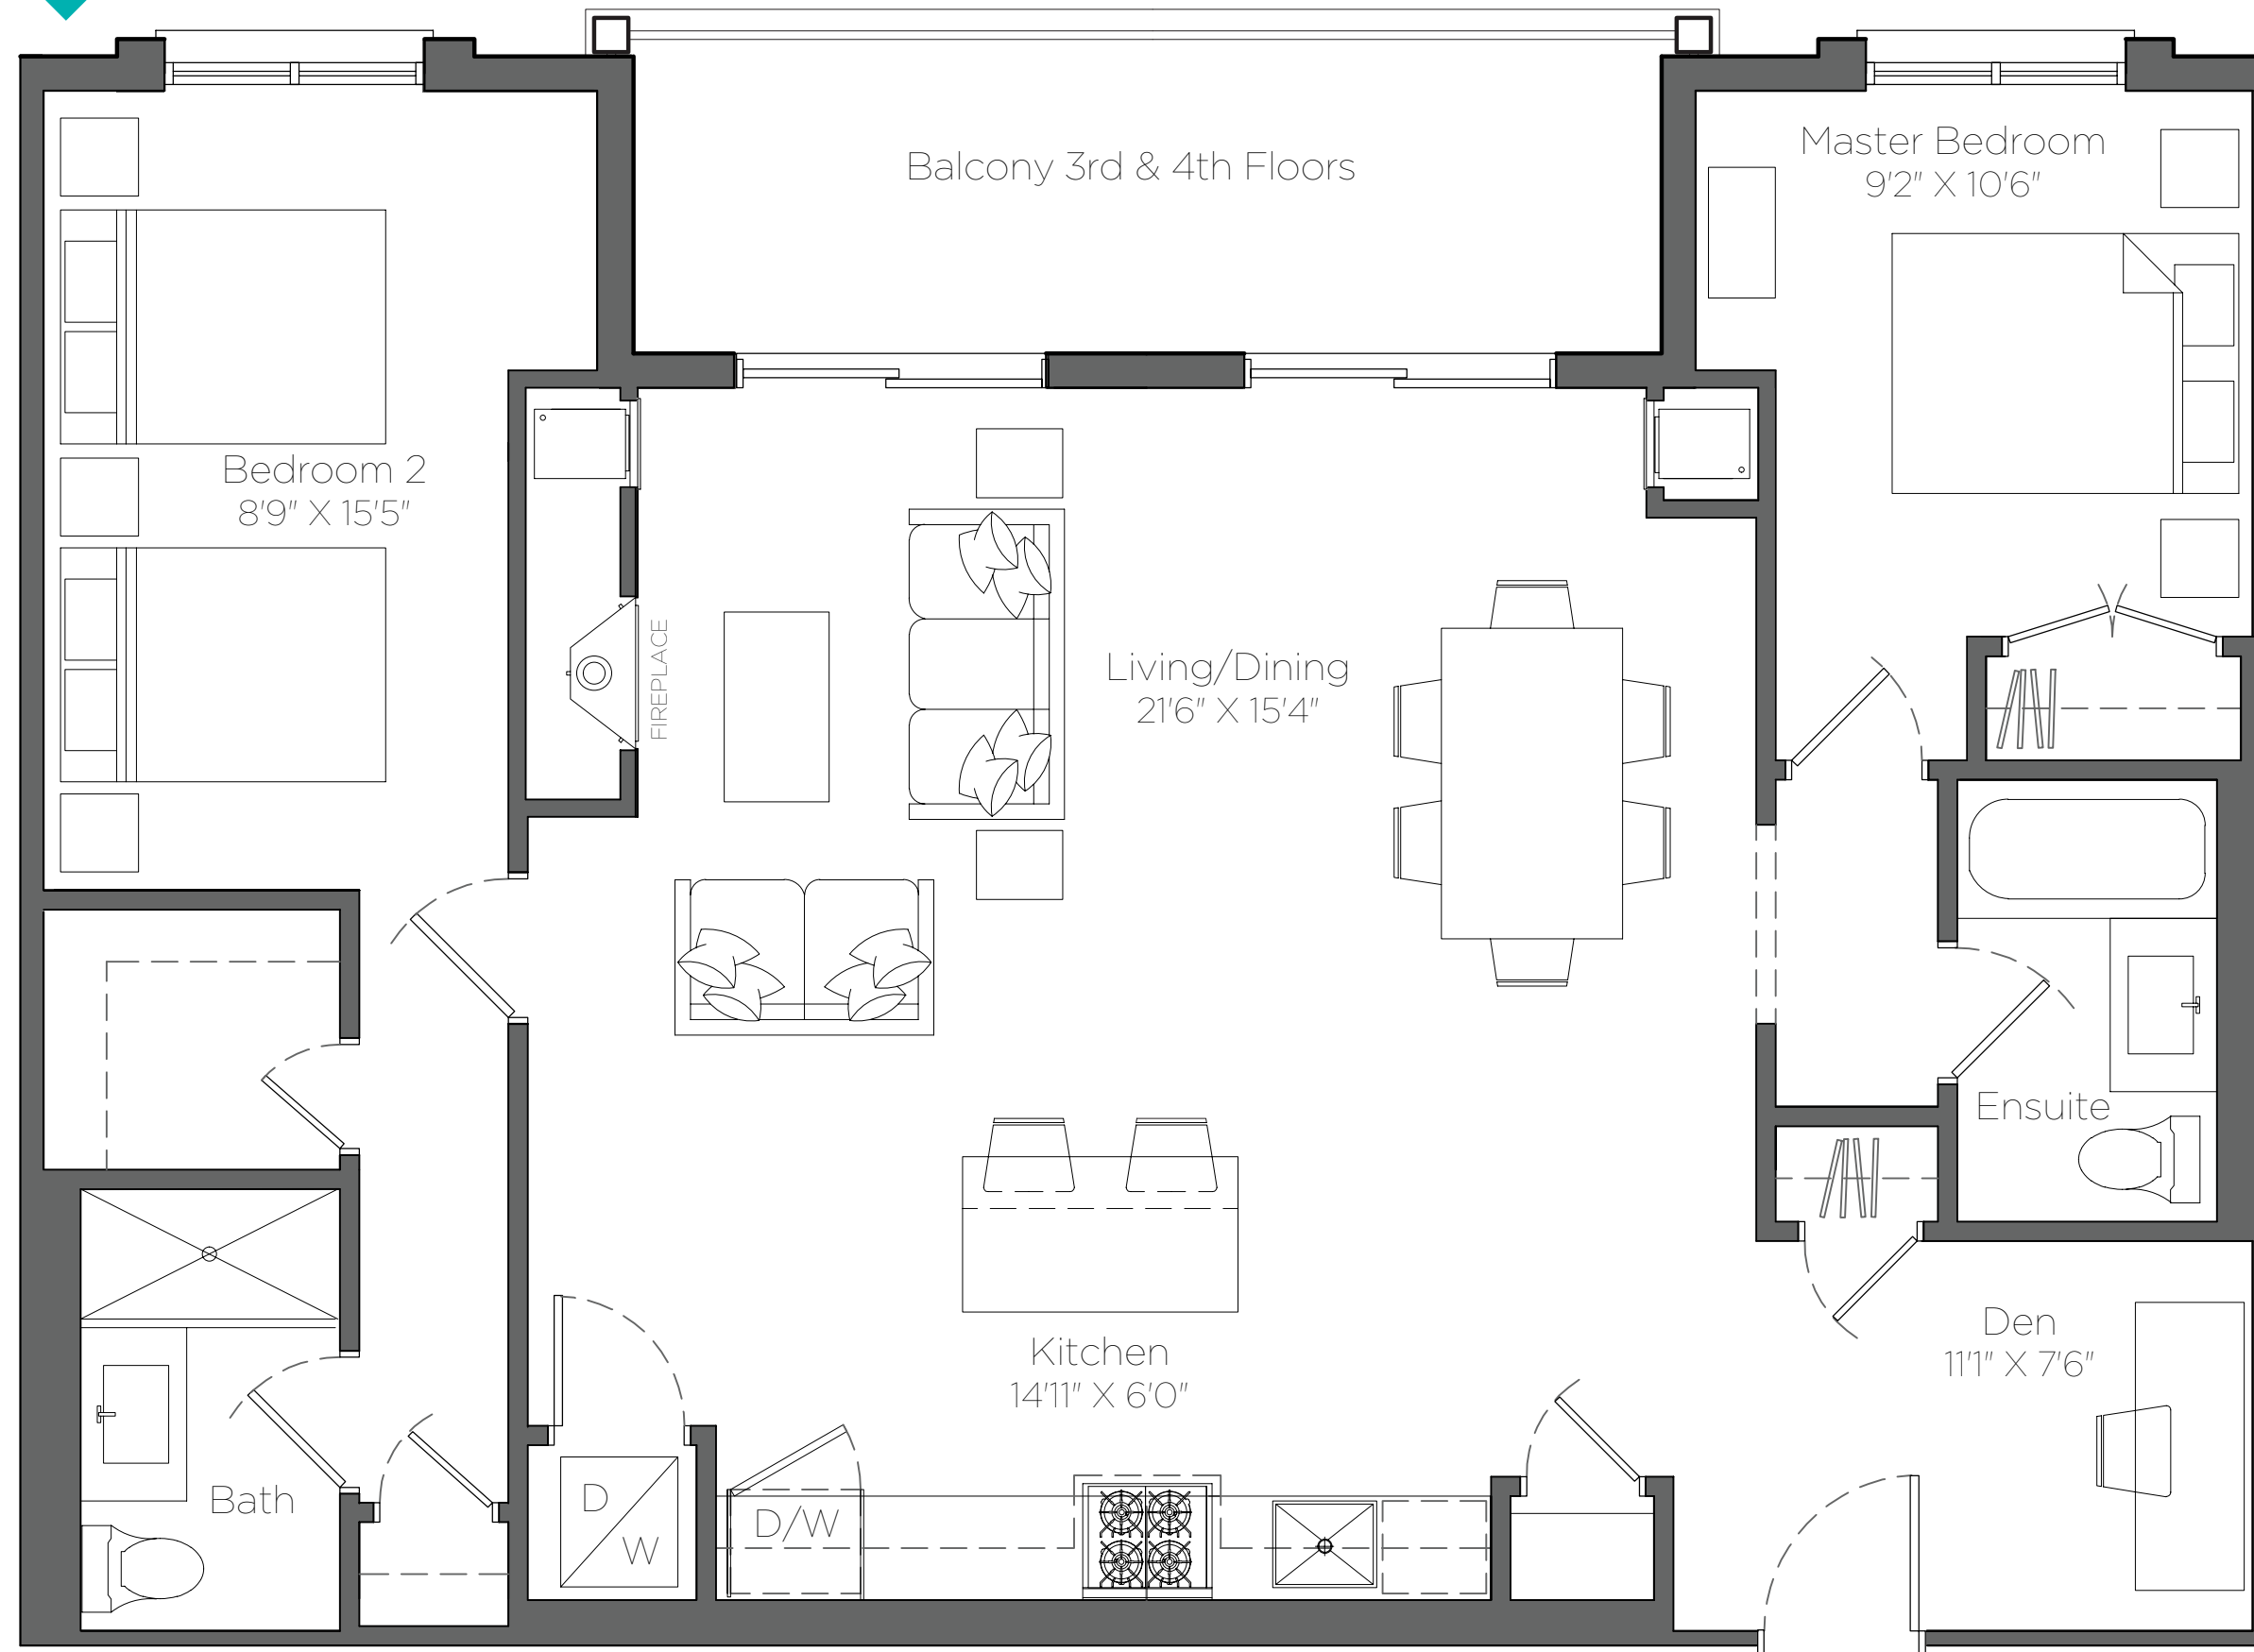 Balcony 3rd & 4th Floors
Master Bedroom
9'2" X 10'6"
Bedroom 2
8'9" X 15'5"
FIREPLACE
Living/Dining
21'6" X 15'4"
Ensuite
Den
11'1" X 7'6"
Kitchen
14'11" X 6'0"
Bath
D
W
D/W